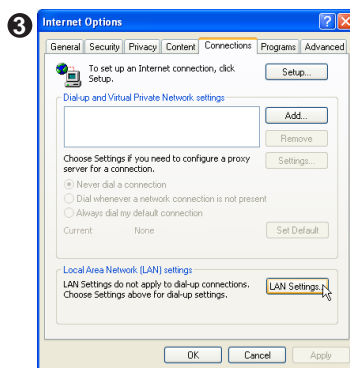 3
Internet Options
General Security Privacy Content Connections Programs Advanced
To set up an Internet connection, click
Setup.
Setup...
Dial-up and Virtual Private Network settings
Add...
Remove
Choose Settings if you need to configure a proxy
server for a connection.
Settings...
Never dial a connection
Dial whenever a network connection is not present
Always dial my default connection
Current None
Set Default
Local Area Network (LAN) settings
LAN Settings do not apply to dial-up connections.
Choose Settings above for dial-up settings.
LAN Settings...
OK Cancel Apply